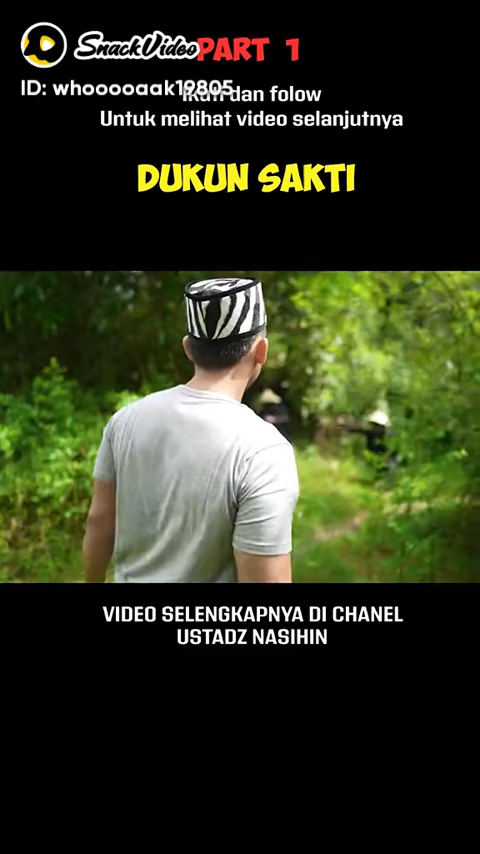 SnackVideo
PART 1
ID: whooooaak19805
Ikuti dan folow
Untuk melihat video selanjutnya
DUKUN SAKTI
VIDEO SELENGKAPNYA DI CHANEL
USTADZ NASIHIN